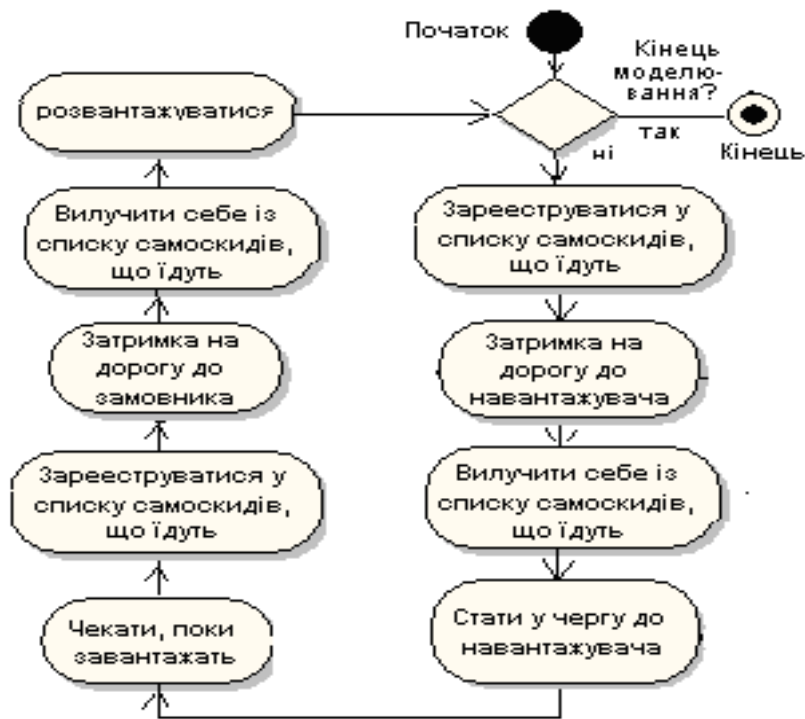 Початок
Кінець
моделю-
вання?
так
Кінець
ні
Зареєструватися у
списку самоскидів,
що їдуть
Затримка на
дорогу до
навантажувача
Вилучити себе із
списку самоскидів,
що їдуть
Стати у чергу до
навантажувача
Чекати, поки
завантажать
Зареєструватися у
списку самоскидів,
що їдуть
Затримка на
дорогу до
замовника
Вилучити себе із
списку самоскидів,
що їдуть
розвантажуватися